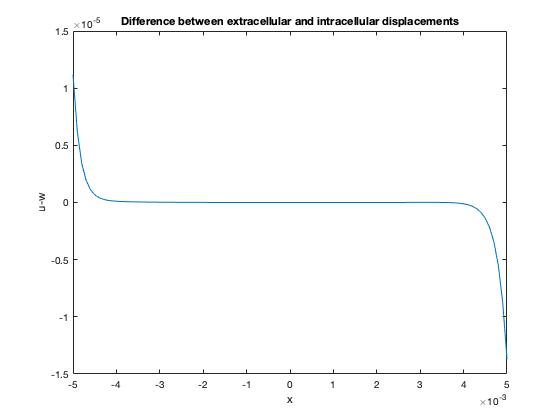 ×10⁻⁵
Difference between extracellular and intracellular displacements
1.5
1
0.5
0
-0.5
-1
-1.5
u-w
-5 -4 -3 -2 -1 0 1 2 3 4 5
x
×10⁻³